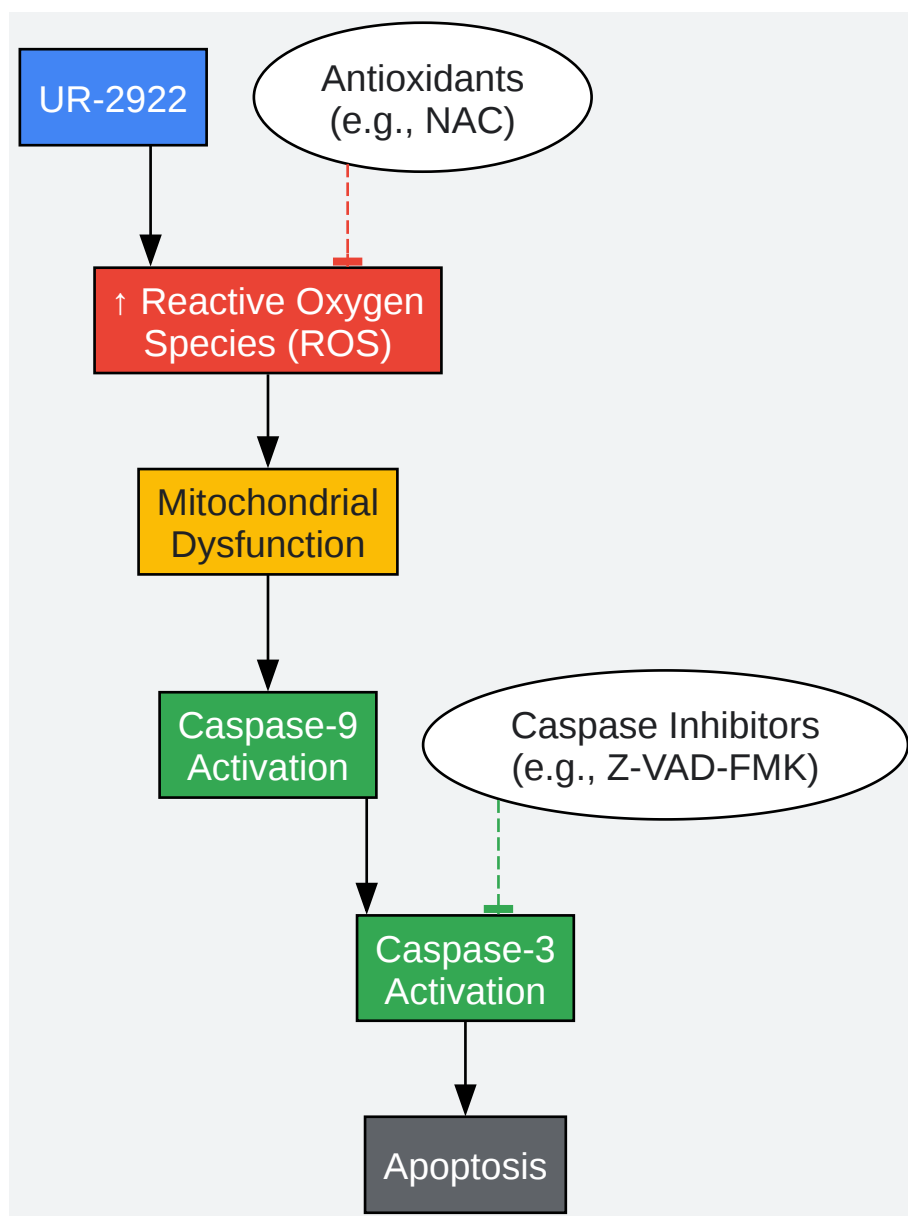 UR-2922
Antioxidants
(e.g., NAC)
↑ Reactive Oxygen
Species (ROS)
Mitochondrial
Dysfunction
Caspase-9
Activation
Caspase Inhibitors
(e.g., Z-VAD-FMK)
Caspase-3
Activation
Apoptosis